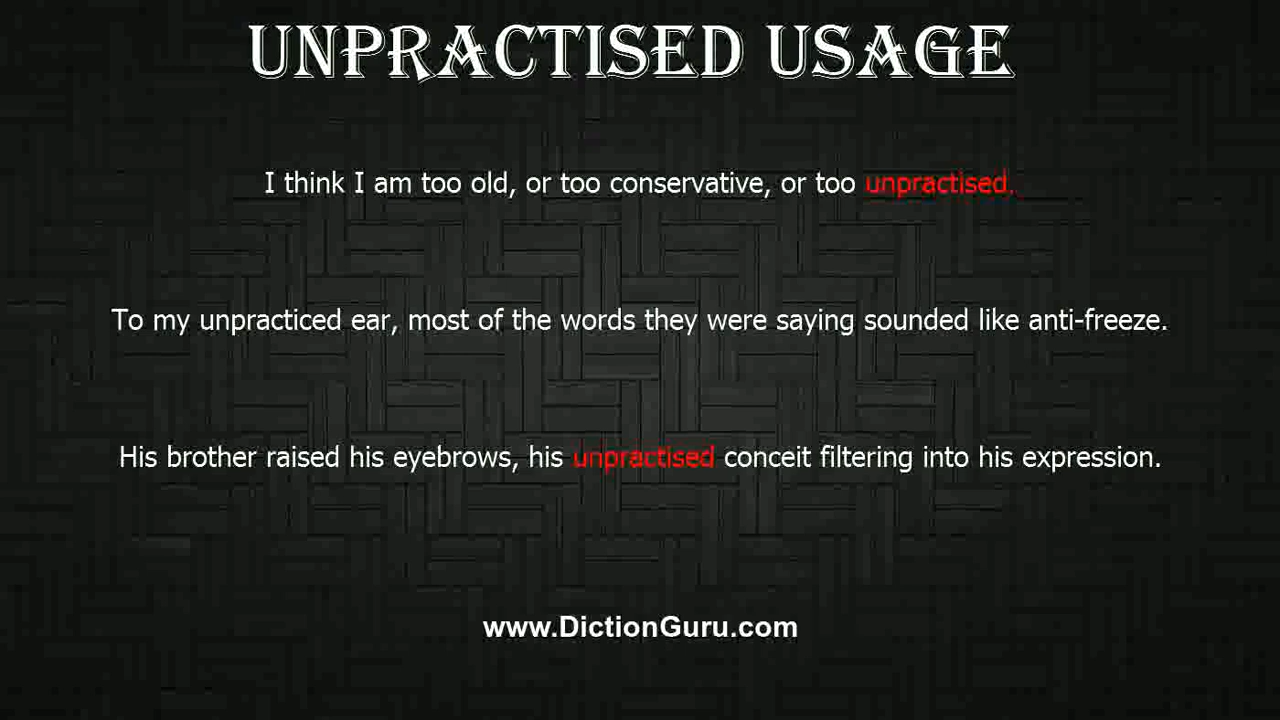 UNPRACTISED USAGE
I think I am too old, or too conservative, or too unpractised.
To my unpracticed ear, most of the words they were saying sounded like anti-freeze.
His brother raised his eyebrows, his unpractised conceit filtering into his expression.
www.DictionGuru.com